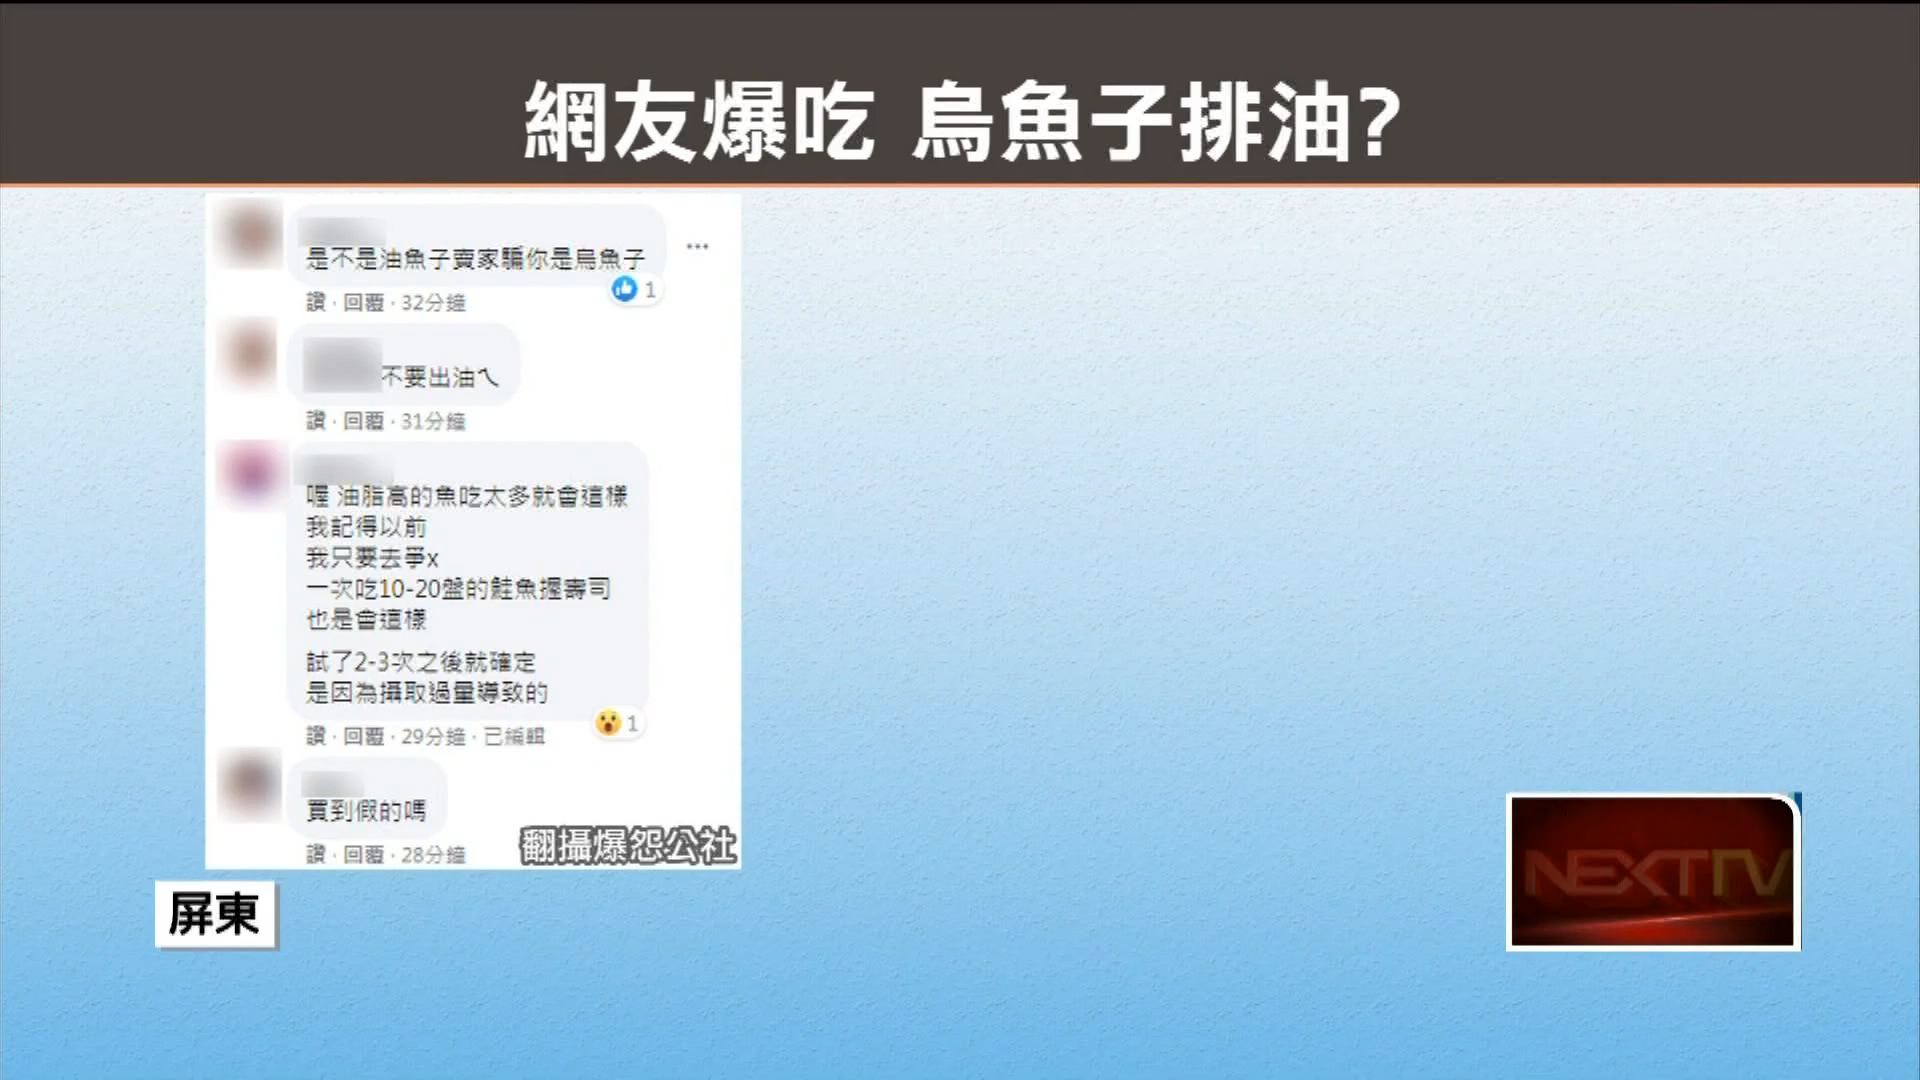 網友爆吃 烏魚子排油?
是不是油魚子賣家騙你是烏魚子
1
讚·回覆·32分鐘
不要出油ㄟ
讚·回覆·31分鐘
喔 油脂高的魚吃太多就會這樣
我記得以前
我只要去爭x
一次吃10-20盤的鮭魚握壽司
也是會這樣
試了2-3次之後就確定
是因為攝取過量導致的
1
讚·回覆·29分鐘·已編輯
買到假的嗎
讚·回覆·28分鐘
翻攝爆怨公社
屏東
NEXTTV